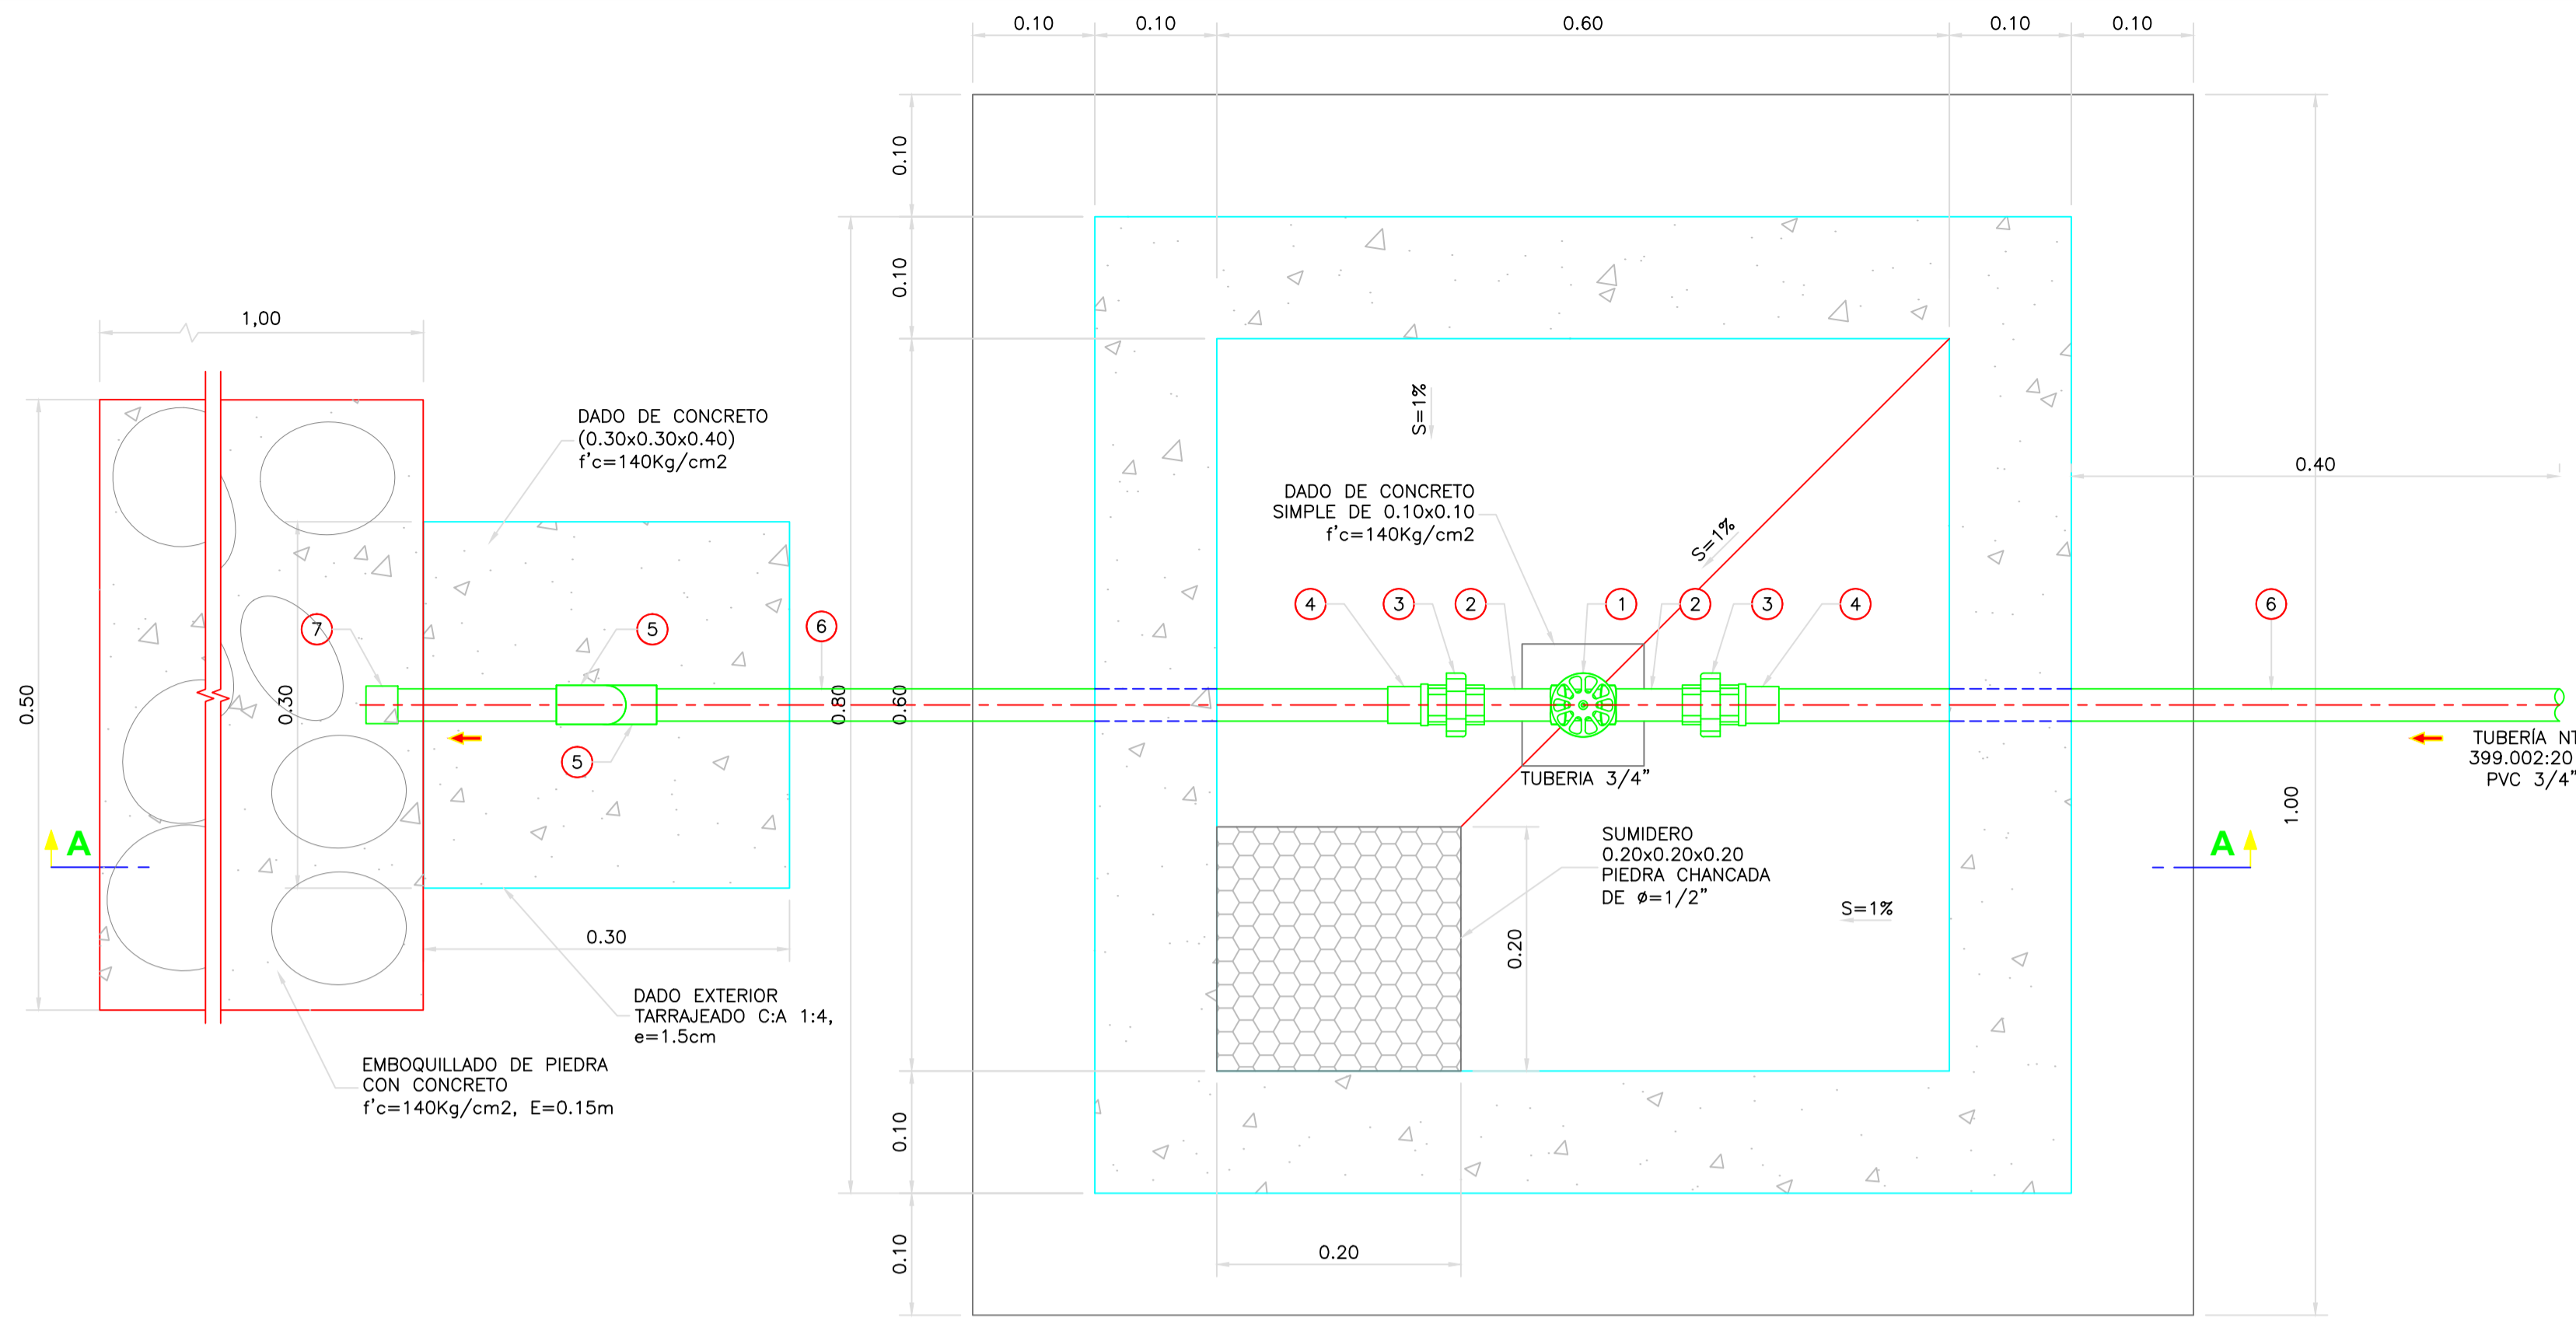 0.10
0.10
0.60
0.10
0.10
0.10
0.10
1,00
DADO DE CONCRETO
(0.30x0.30x0.40)
f'c=140Kg/cm2
S=1%
0.40
DADO DE CONCRETO
SIMPLE DE 0.10x0.10
f'c=140Kg/cm2
S=1%
4
3
2
1
2
3
4
6
7
5
6
0.50
0.30
0.80
0.60
5
TUBERÍA NT
399.002:20
PVC 3/4"
TUBERIA 3/4"
1.00
A
A
SUMIDERO
0.20x0.20x0.20
PIEDRA CHANCADA
DE ø=1/2"
S=1%
0.30
0.20
DADO EXTERIOR
TARRAJEADO C:A 1:4,
e=1.5cm
EMBOQUILLADO DE PIEDRA
CON CONCRETO
f'c=140Kg/cm2, E=0.15m
0.10
0.20
0.10